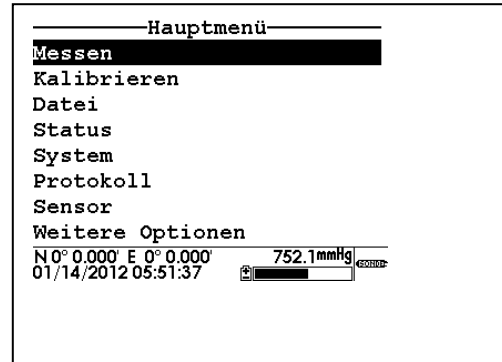 Hauptmenü
Messen
Kalibrieren
Datei
Status
System
Protokoll
Sensor
Weitere Optionen
N 0° 0.000' E 0° 0.000' 752.1mmHg
01/14/2012 05:51:37